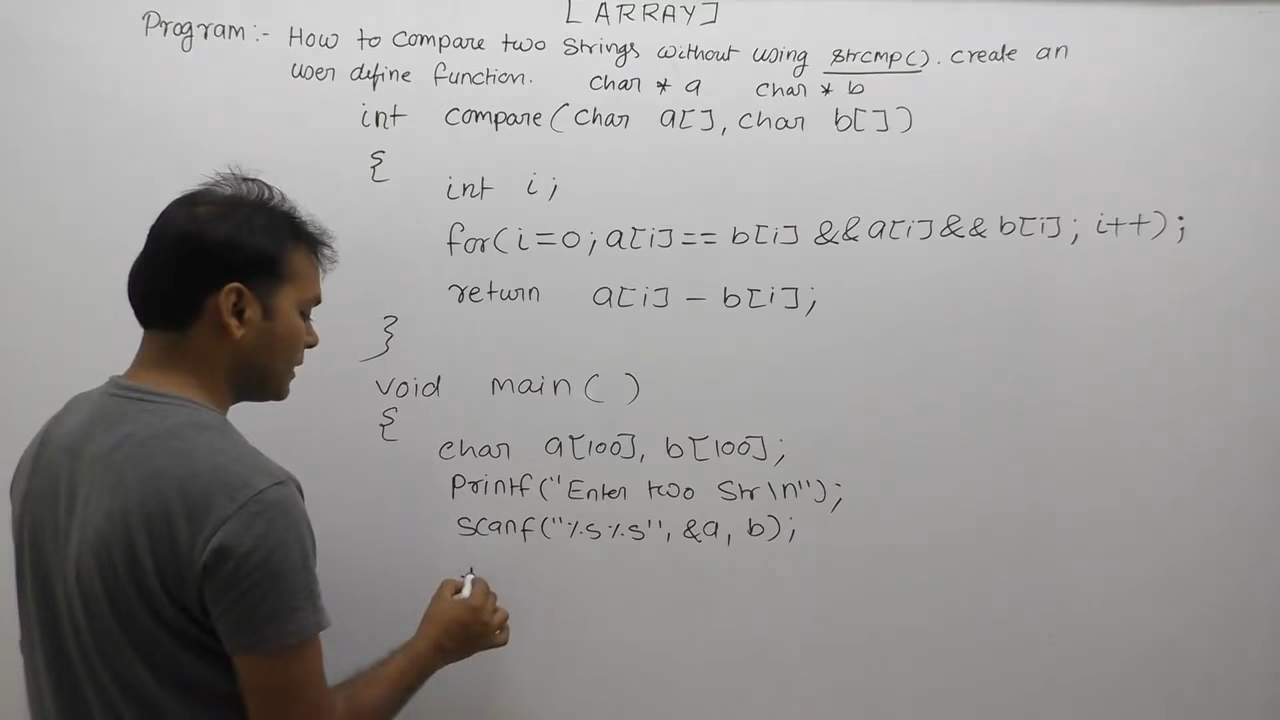 [ARRAY]
Program:- How to compare two strings without using strcmp(). create an
user define function. char * a char * b
int compare(char a[], char b[])
{
int i;
for(i=0; a[i]== b[i] && a[i] && b[i]; i++);
return a[i] - b[i];
}
void main( )
{
char a[100], b[100];
Printf("Enter two Str\n");
Scanf("%s%s", &a, b);